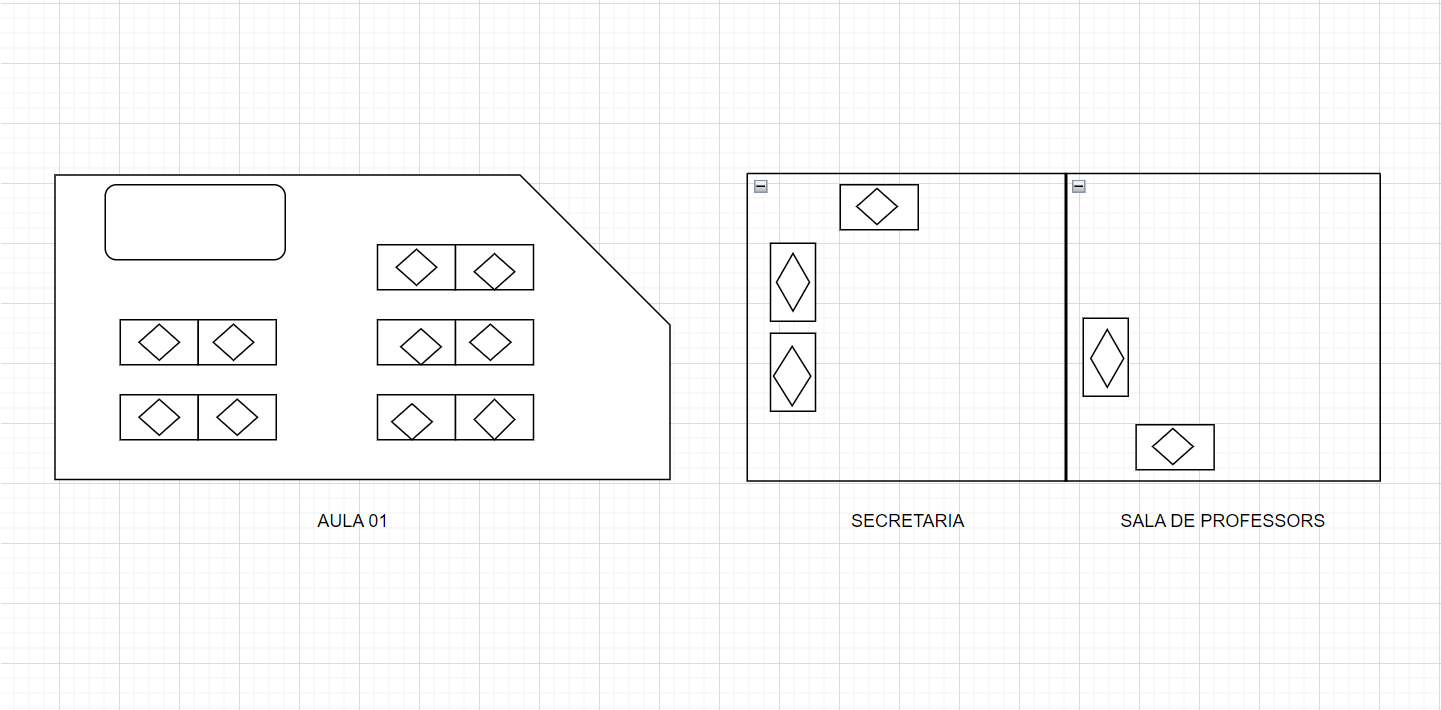 AULA 01
SECRETARIA
SALA DE PROFESSORS